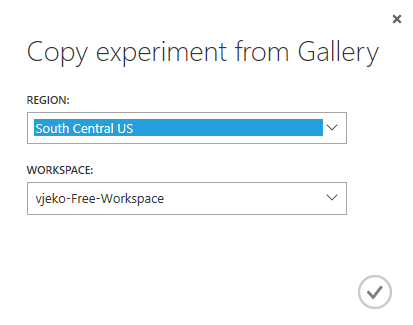 Copy experiment from Gallery
REGION:
South Central US
WORKSPACE:
vjeko-Free-Workspace